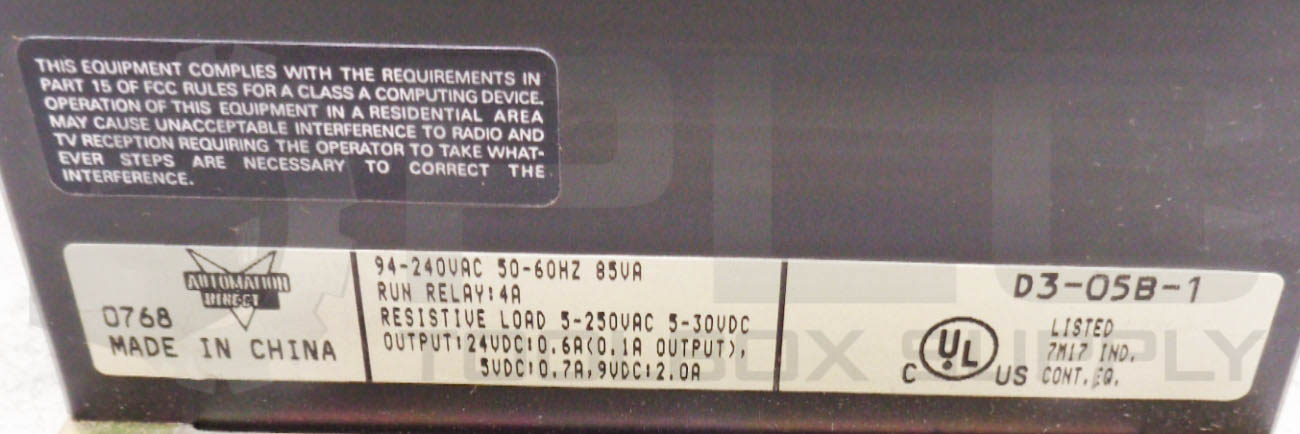 THIS EQUIPMENT COMPLIES WITH THE REQUIREMENTS IN
PART 15 OF FCC RULES FOR A CLASS A COMPUTING DEVICE.
OPERATION OF THIS EQUIPMENT IN A RESIDENTIAL AREA
MAY CAUSE UNACCEPTABLE INTERFERENCE TO RADIO AND
TV RECEPTION REQUIRING THE OPERATOR TO TAKE WHAT-
EVER STEPS ARE NECESSARY TO CORRECT THE
INTERFERENCE.
PLC
TOOLBOX SUPPLY
AUTOMATION
DIRECT
0768
MADE IN CHINA
94-240VAC 50-60HZ 85VA
RUN RELAY:4A
RESISTIVE LOAD 5-250VAC 5-30VDC
OUTPUT:24VDC:0.6A(0.1A OUTPUT),
5VDC:0.7A,9VDC:2.0A
D3-05B-1
C UL US
LISTED
7M17 IND.
CONT. EQ.